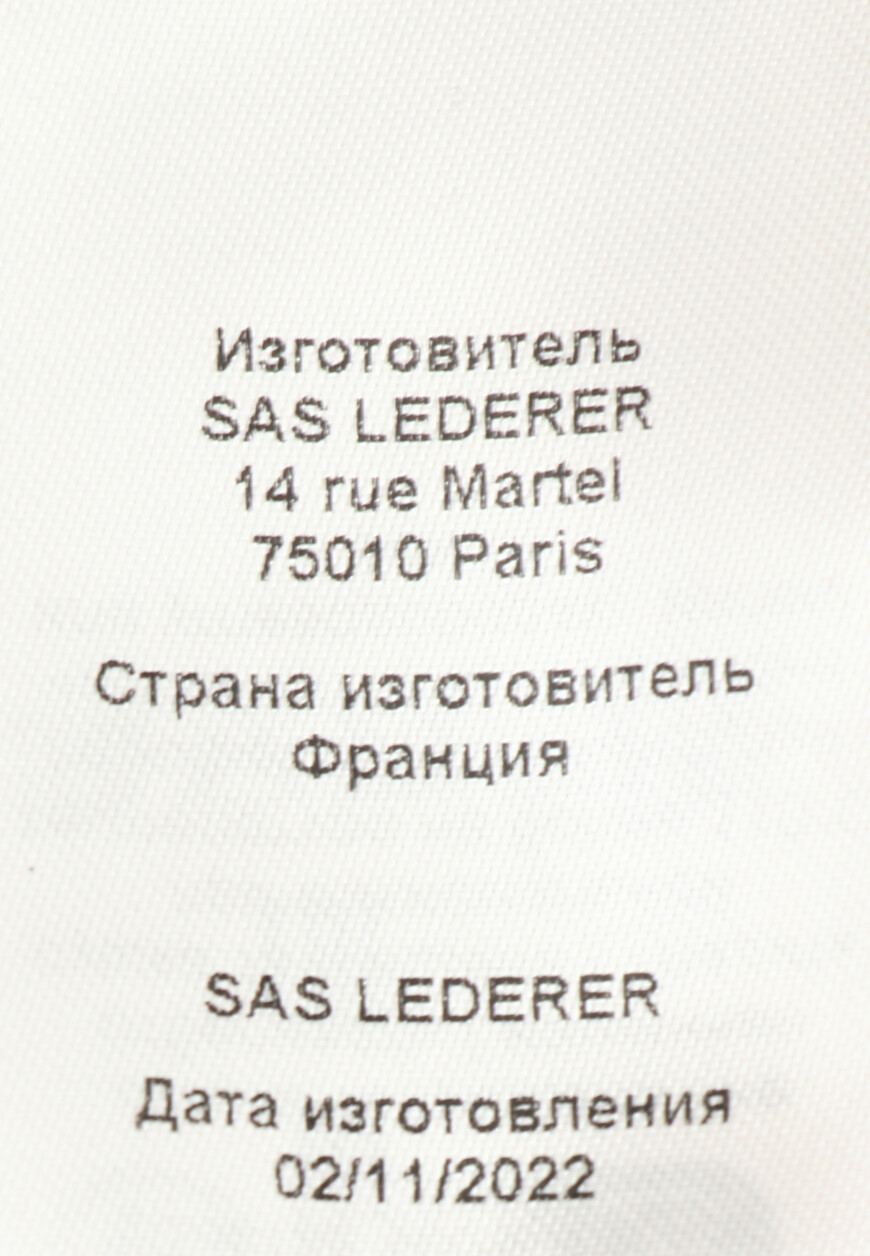 Изготовитель
SAS LEDERER
14 rue Martel
75010 Paris
Страна изготовитель
Франция
SAS LEDERER
Дата изготовления
02/11/2022